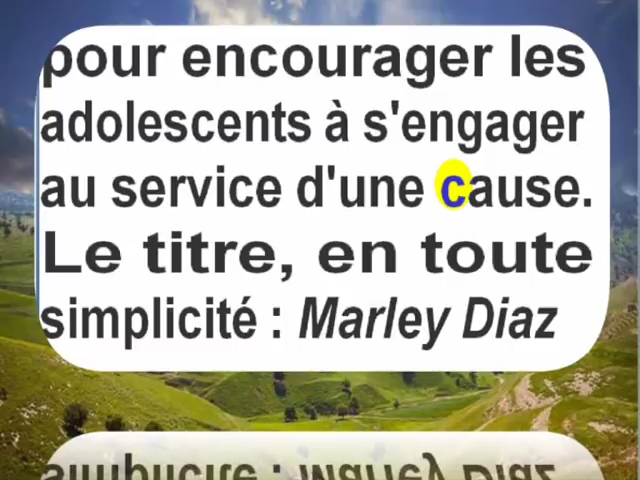 pour encourager les
adolescents à s'engager
au service d'une cause.
Le titre, en toute
simplicité : Marley Diaz